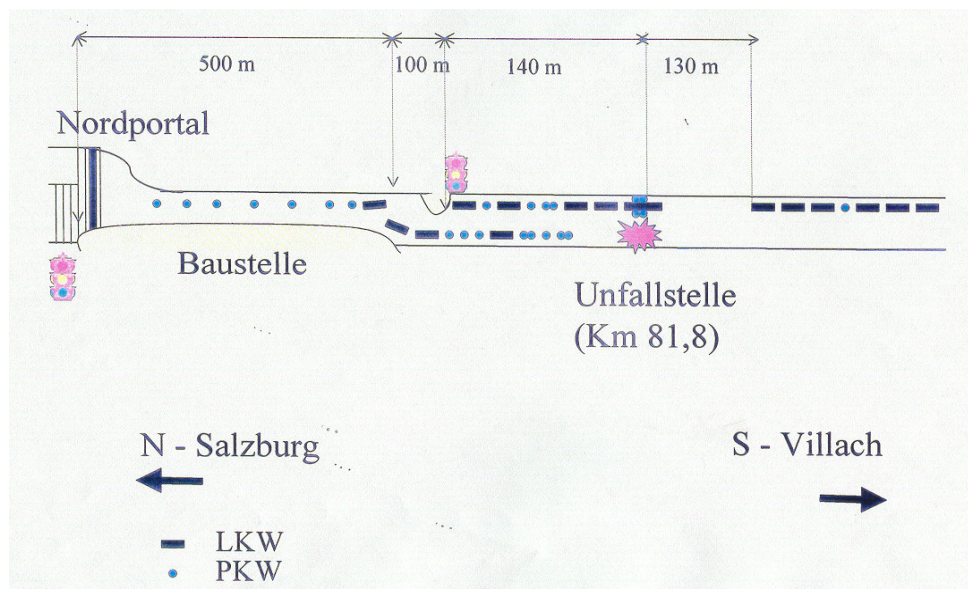 500 m
100 m
140 m
130 m
Nordportal
Baustelle
Unfallstelle
(Km 81,8)
N - Salzburg
S - Villach
LKW
PKW